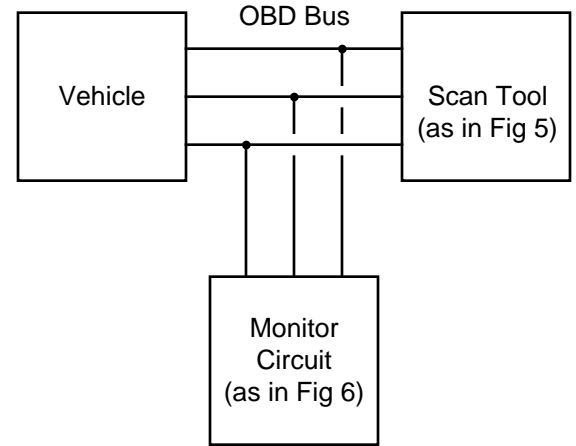 OBD Bus
Vehicle
Scan Tool
(as in Fig 5)
Monitor
Circuit
(as in Fig 6)